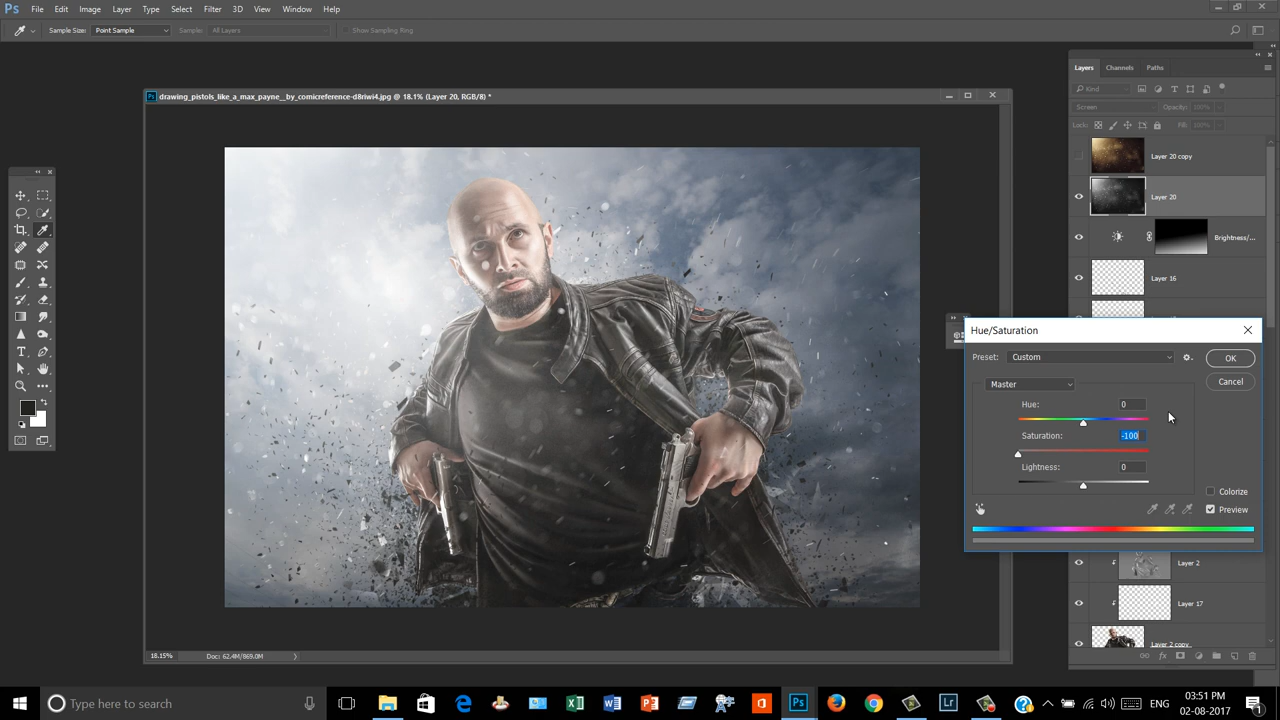 Ps File Edit Image Layer Type Select Filter 3D View Window Help
Sample Size: Point Sample Sample: All Layers Show Sampling Ring
drawing_pistols_like_a_max_payne__by_comicreference-d8riwi4.jpg @ 18.1% (Layer 20, RGB/8) *
Layers Channels Paths
Kind
Screen Opacity: 100%
Lock: Fill: 100%
Layer 20 copy
Layer 20
Brightness/...
Layer 16
Hue/Saturation
Preset: Custom
OK
Master
Cancel
Hue: 0
Saturation: -100
Lightness: 0
Colorize
Preview
Layer 2
Layer 17
Layer 2 copy
18.15% Doc: 62.4M/869.0M
Type here to search
ENG
03:51 PM
02-08-2017